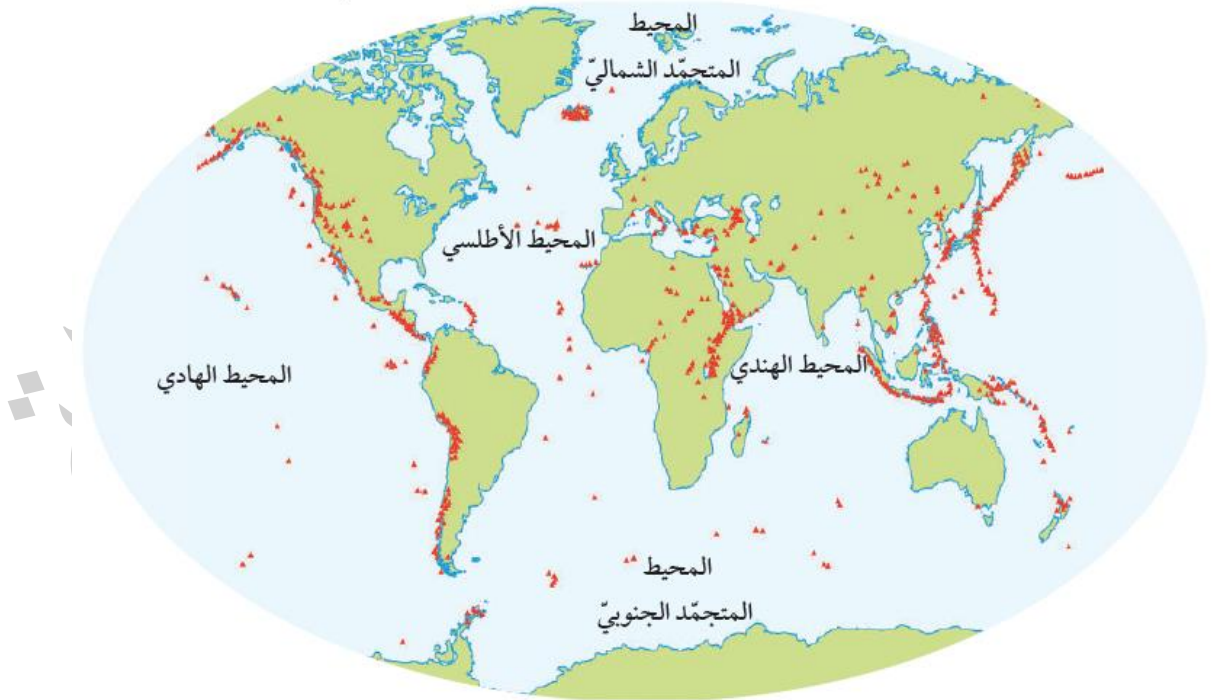 المحيط
المتجمّد الشماليّ
المحيط الأطلسي
المحيط الهندي
المحيط الهادي
المحيط
المتجمّد الجنوبيّ